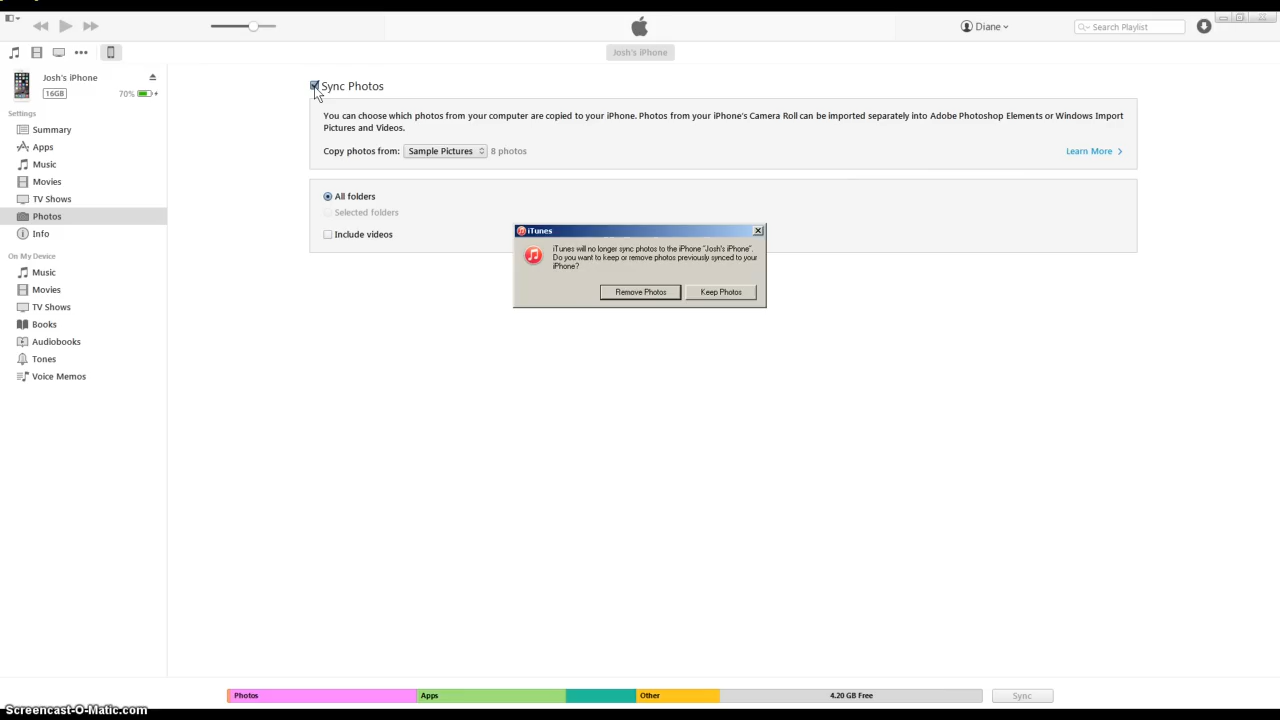 Diane
Search Playlist
Josh's iPhone
Josh's iPhone
16GB
70%
Settings
Summary
Apps
Music
Movies
TV Shows
Photos
Info
On My Device
Music
Movies
TV Shows
Books
Audiobooks
Tones
Voice Memos
Sync Photos
You can choose which photos from your computer are copied to your iPhone. Photos from your iPhone's Camera Roll can be imported separately into Adobe Photoshop Elements or Windows Import
Pictures and Videos.
Copy photos from: Sample Pictures 8 photos
Learn More
All folders
Selected folders
Include videos
iTunes
iTunes will no longer sync photos to the iPhone "Josh's iPhone".
Do you want to keep or remove photos previously synced to your
iPhone?
Remove Photos Keep Photos
Photos Apps Other 4.20 GB Free Sync
Screencast-O-Matic.com